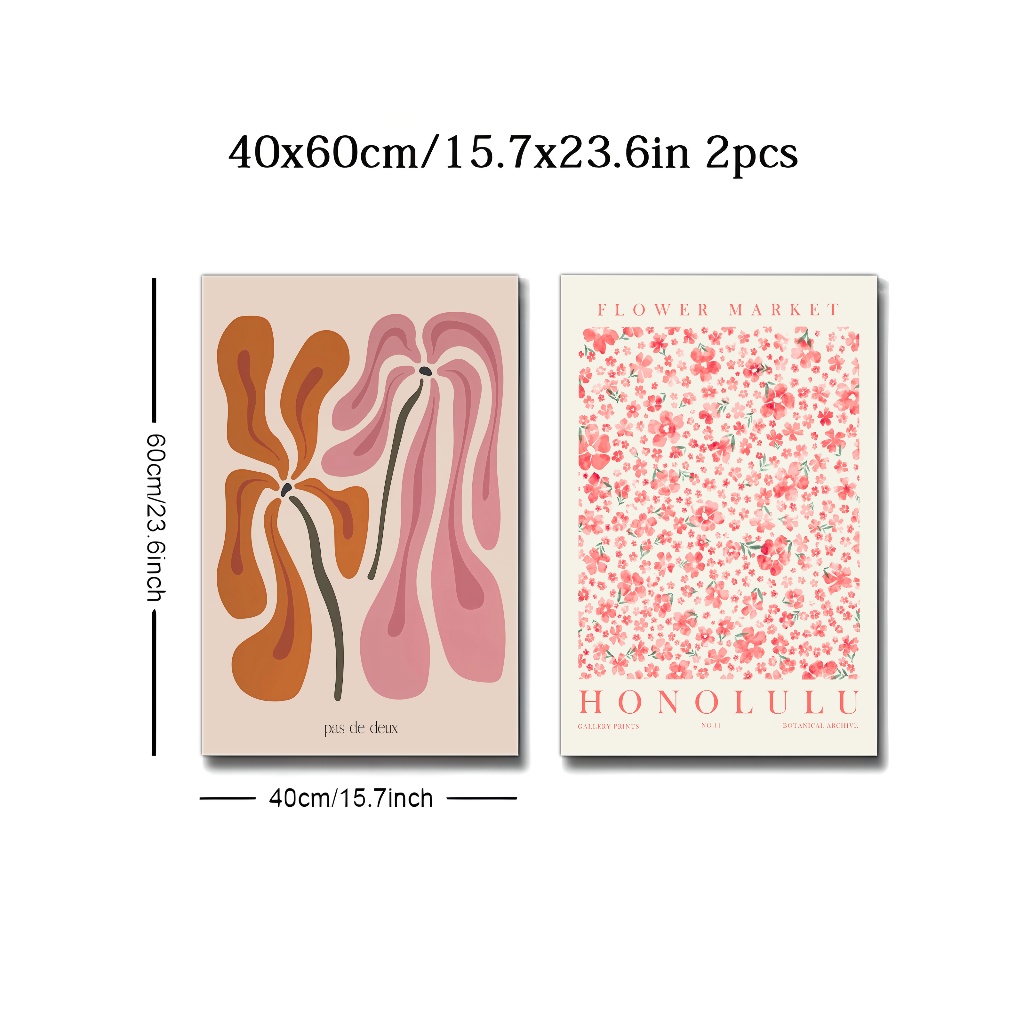 40x60cm/15.7x23.6in 2pcs
60cm/23.6inch
FLOWER MARKET
HONOLULU
GALLERY PRINTS NO 11 BOTANICAL ARCHIVE
pas de deux
40cm/15.7inch